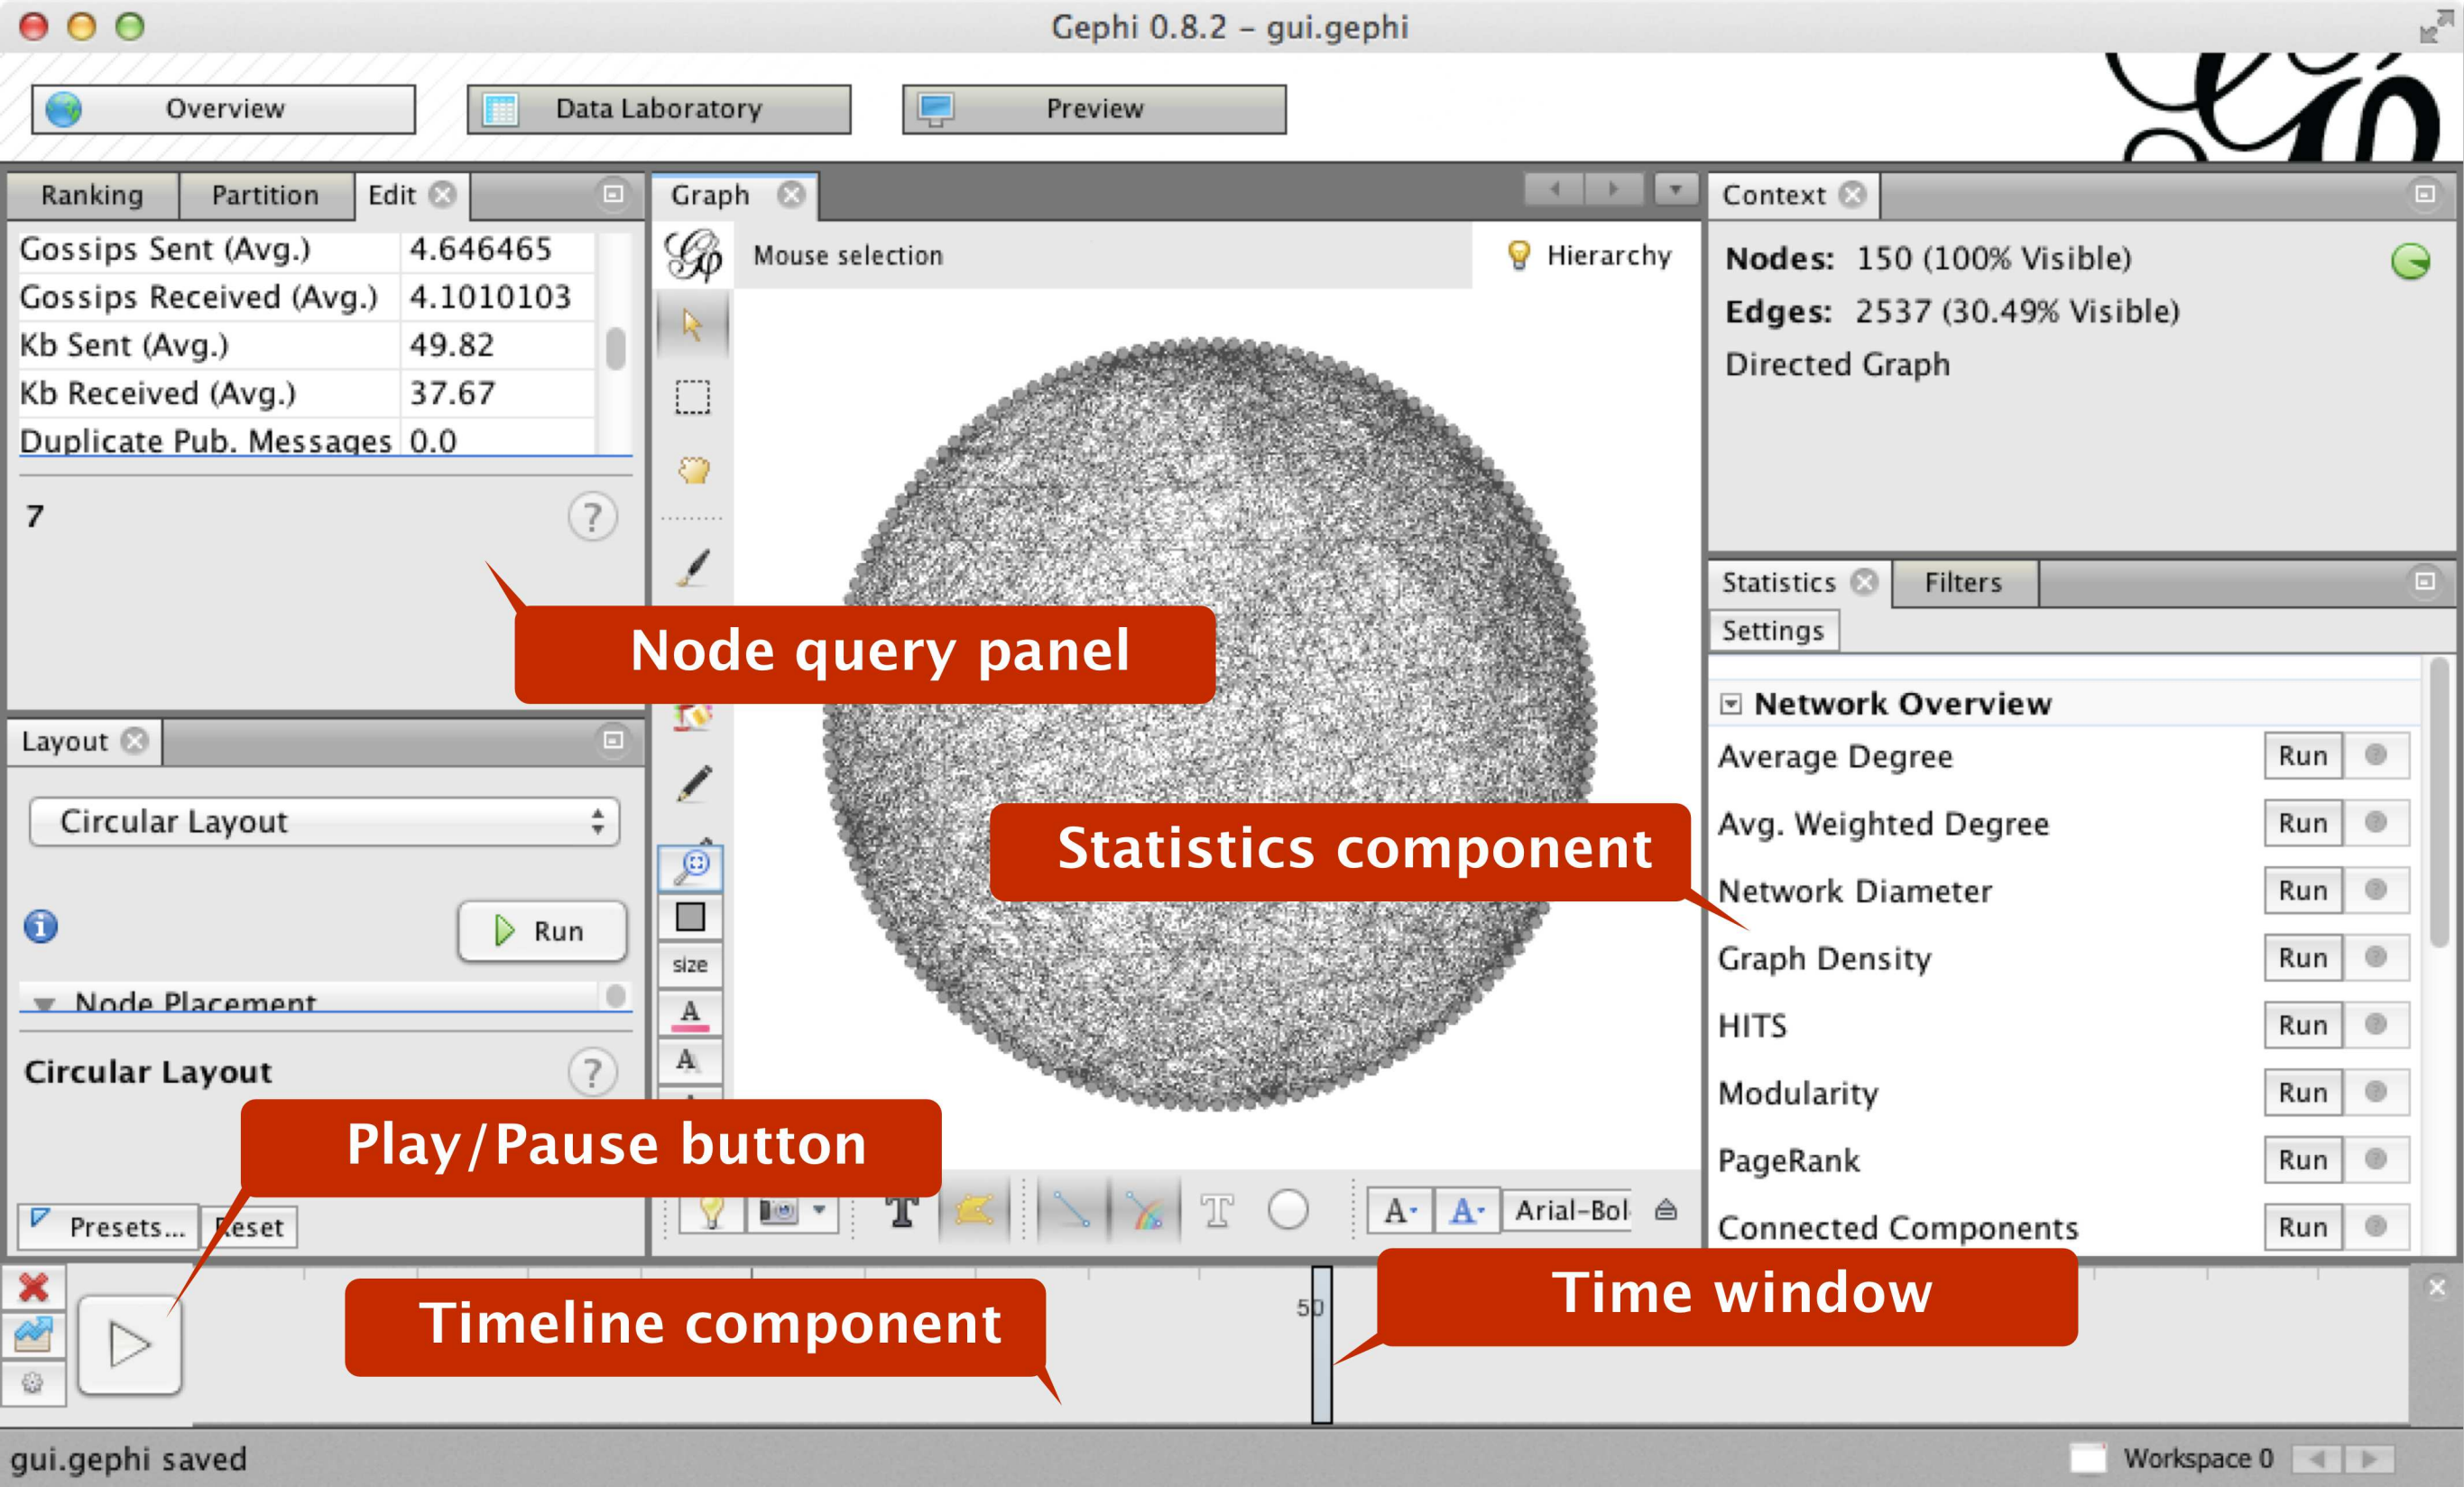 Gephi 0.8.2 – gui.gephi
Overview
Data Laboratory
Preview
Ranking
Partition
Edit
Gossips Sent (Avg.) 4.646465
Gossips Received (Avg.) 4.1010103
Kb Sent (Avg.) 49.82
Kb Received (Avg.) 37.67
Duplicate Pub. Messages 0.0
7
?
Layout
Circular Layout
Run
Node Placement
Circular Layout
?
Presets...
Reset
Graph
Mouse selection
Hierarchy
size
A
A
T
T
A
A
Arial-Bol
Node query panel
Statistics component
Play/Pause button
Timeline component
Time window
Context
Nodes: 150 (100% Visible)
Edges: 2537 (30.49% Visible)
Directed Graph
Statistics
Filters
Settings
Network Overview
Average Degree Run
Avg. Weighted Degree Run
Network Diameter Run
Graph Density Run
HITS Run
Modularity Run
PageRank Run
Connected Components Run
50
gui.gephi saved
Workspace 0